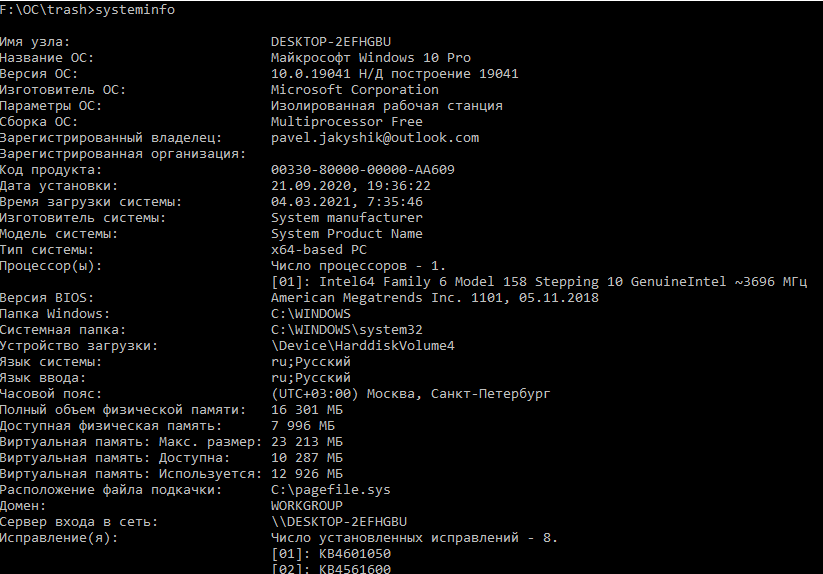 F:\OC\trash>systeminfo
Имя узла: DESKTOP-2EFHGBU
Название ОС: Майкрософт Windows 10 Pro
Версия ОС: 10.0.19041 Н/Д построение 19041
Изготовитель ОС: Microsoft Corporation
Параметры ОС: Изолированная рабочая станция
Сборка ОС: Multiprocessor Free
Зарегистрированный владелец: pavel.jakyshik@outlook.com
Зарегистрированная организация:
Код продукта: 00330-80000-00000-AA609
Дата установки: 21.09.2020, 19:36:22
Время загрузки системы: 04.03.2021, 7:35:46
Изготовитель системы: System manufacturer
Модель системы: System Product Name
Тип системы: x64-based PC
Процессор(ы): Число процессоров - 1.
[01]: Intel64 Family 6 Model 158 Stepping 10 GenuineIntel ~3696 МГц
Версия BIOS: American Megatrends Inc. 1101, 05.11.2018
Папка Windows: C:\WINDOWS
Системная папка: C:\WINDOWS\system32
Устройство загрузки: \Device\HarddiskVolume4
Язык системы: ru;Русский
Язык ввода: ru;Русский
Часовой пояс: (UTC+03:00) Москва, Санкт-Петербург
Полный объем физической памяти: 16 301 МБ
Доступная физическая память: 7 996 МБ
Виртуальная память: Макс. размер: 23 213 МБ
Виртуальная память: Доступна: 10 287 МБ
Виртуальная память: Используется: 12 926 МБ
Расположение файла подкачки: C:\pagefile.sys
Домен: WORKGROUP
Сервер входа в сеть: \\DESKTOP-2EFHGBU
Исправление(я): Число установленных исправлений - 8.
[01]: KB4601050
[02]: KB4561600